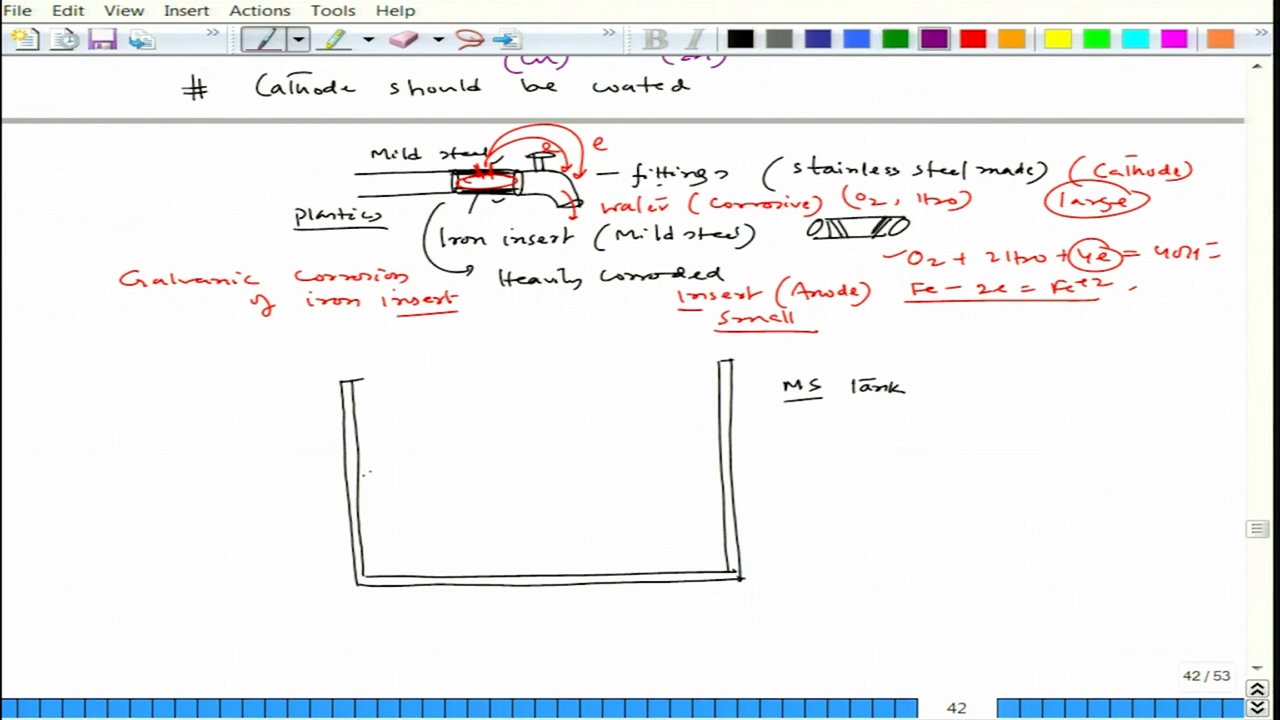 File Edit View Insert Actions Tools Help
# Cathode should be coated
Mild steel
e e
fittings (stainless steel made) (Cathode)
plastics
water (corrosive) (O2, H2O) large
Iron insert (Mild steel)
O2 + 2H2O + 4e = 4OH-
Heavily corroded
Galvanic corrosion
of iron insert
Insert (Anode) Fe - 2e = Fe+2
small
MS Tank
42 / 53
42